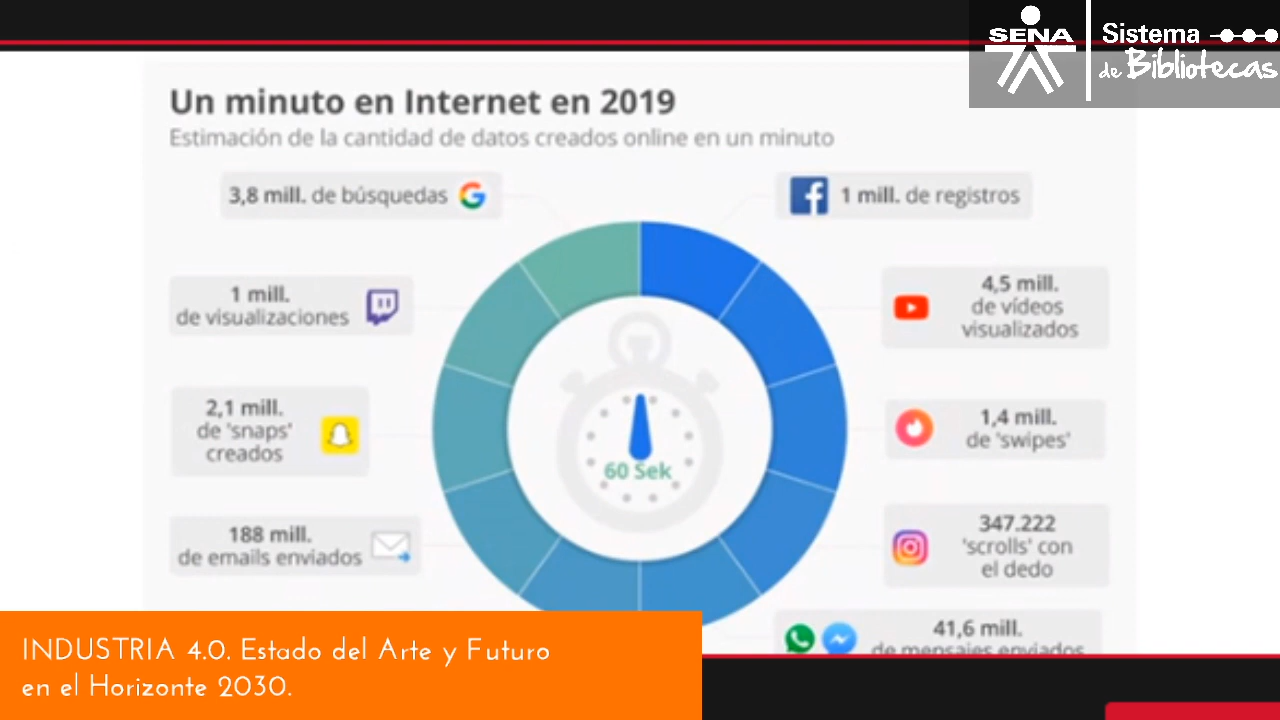 SENA
Sistema
de Bibliotecas
Un minuto en Internet en 2019
Estimación de la cantidad de datos creados online en un minuto
3,8 mill. de búsquedas
1 mill. de registros
1 mill.
de visualizaciones
4,5 mill.
de vídeos
visualizados
2,1 mill.
de 'snaps'
creados
1,4 mill.
de 'swipes'
60 Sek
188 mill.
de emails enviados
347.222
'scrolls' con
el dedo
41,6 mill.
de mensajes enviados
INDUSTRIA 4.0. Estado del Arte y Futuro
en el Horizonte 2030.